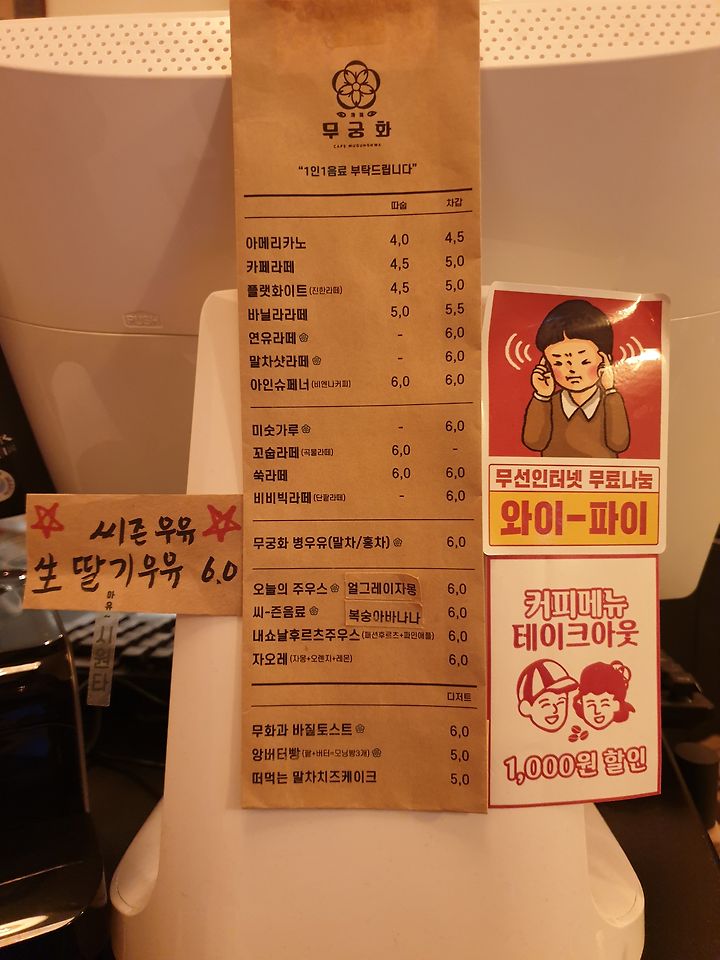 카페
무궁화
CAFE MUGUNGHWA
"1인1음료 부탁드립니다"
따숩 차갑
아메리카노 4,0 4,5
카페라떼 4,5 5,0
플랫화이트(진한라떼) 4,5 5,0
바닐라라떼 5,0 5,5
연유라떼 - 6,0
말차샷라떼 - 6,0
아인슈페너(비엔나커피) 6,0 6,0
미숫가루 - 6,0
꼬숩라떼(곡물라떼) 6,0 -
쑥라떼 6,0 6,0
비비빅라떼(단팥라떼) - 6,0
무궁화 병우유(말차/홍차) 6,0
오늘의 주우스 얼그레이자몽 6,0
씨-즌음료 복숭아바나나 6,0
내쇼날후르츠주우스(패션후르츠+파인애플) 6,0
자오레(자몽+오렌지+레몬) 6,0
디저트
무화과 바질토스트 6,0
앙버터빵(팥+버터=모닝빵3개) 5,0
떠먹는 말차치즈케이크 5,0
씨즌 우유
生 딸기우유 6.0
아유~
시원타
PUSH
무선인터넷 무료나눔
와이-파이
커피메뉴
테이크아웃
1,000원 할인